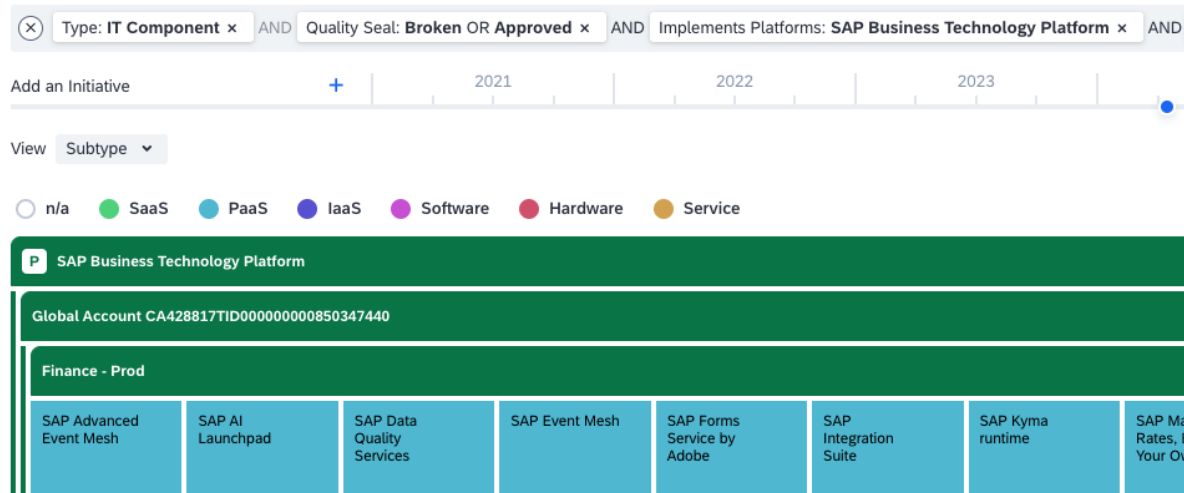 Type: IT Component × AND Quality Seal: Broken OR Approved × AND Implements Platforms: SAP Business Technology Platform × AND
Add an Initiative + 2021 2022 2023
View Subtype
n/a SaaS PaaS IaaS Software Hardware Service
P SAP Business Technology Platform
Global Account CA428817TID000000000850347440
Finance - Prod
SAP Advanced
Event Mesh
SAP AI
Launchpad
SAP Data
Quality
Services
SAP Event Mesh
SAP Forms
Service by
Adobe
SAP
Integration
Suite
SAP Kyma
runtime
SAP
Rates,
Your